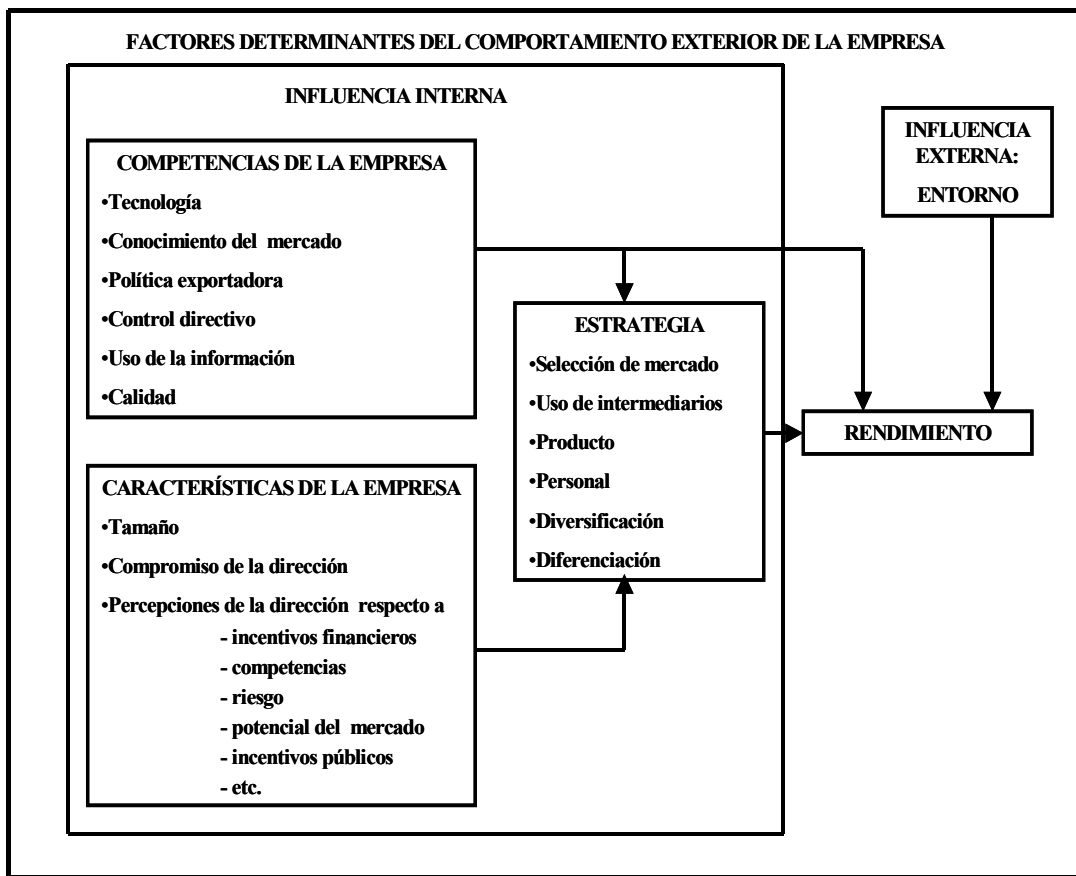 FACTORES DETERMINANTES DEL COMPORTAMIENTO EXTERIOR DE LA EMPRESA
INFLUENCIA INTERNA
COMPETENCIAS DE LA EMPRESA
•Tecnología
•Conocimiento del mercado
•Política exportadora
•Control directivo
•Uso de la información
•Calidad
CARACTERÍSTICAS DE LA EMPRESA
•Tamaño
•Compromiso de la dirección
•Percepciones de la dirección respecto a
- incentivos financieros
- competencias
- riesgo
- potencial del mercado
- incentivos públicos
- etc.
ESTRATEGIA
•Selección de mercado
•Uso de intermediarios
•Producto
•Personal
•Diversificación
•Diferenciación
INFLUENCIA
EXTERNA:
ENTORNO
RENDIMIENTO